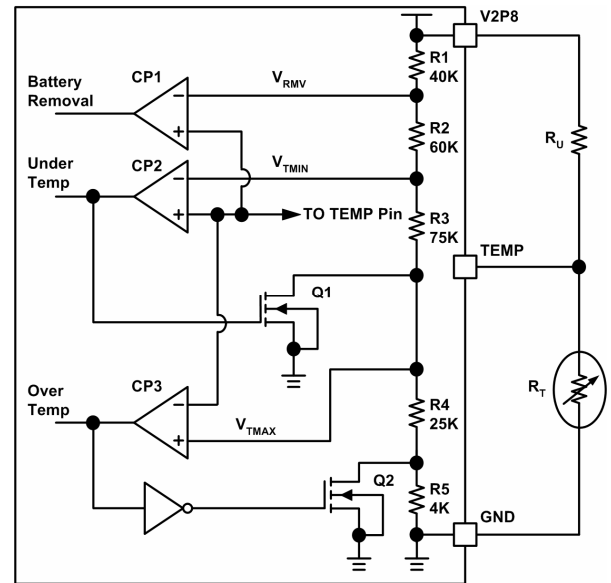 V2P8
R1
40K
Battery
Removal
CP1
VRMV
R2
60K
RU
Under
Temp
CP2
VTMIN
TO TEMP Pin
R3
75K
TEMP
Q1
Over
Temp
CP3
VTMAX
RT
R4
25K
Q2
R5
4K
GND